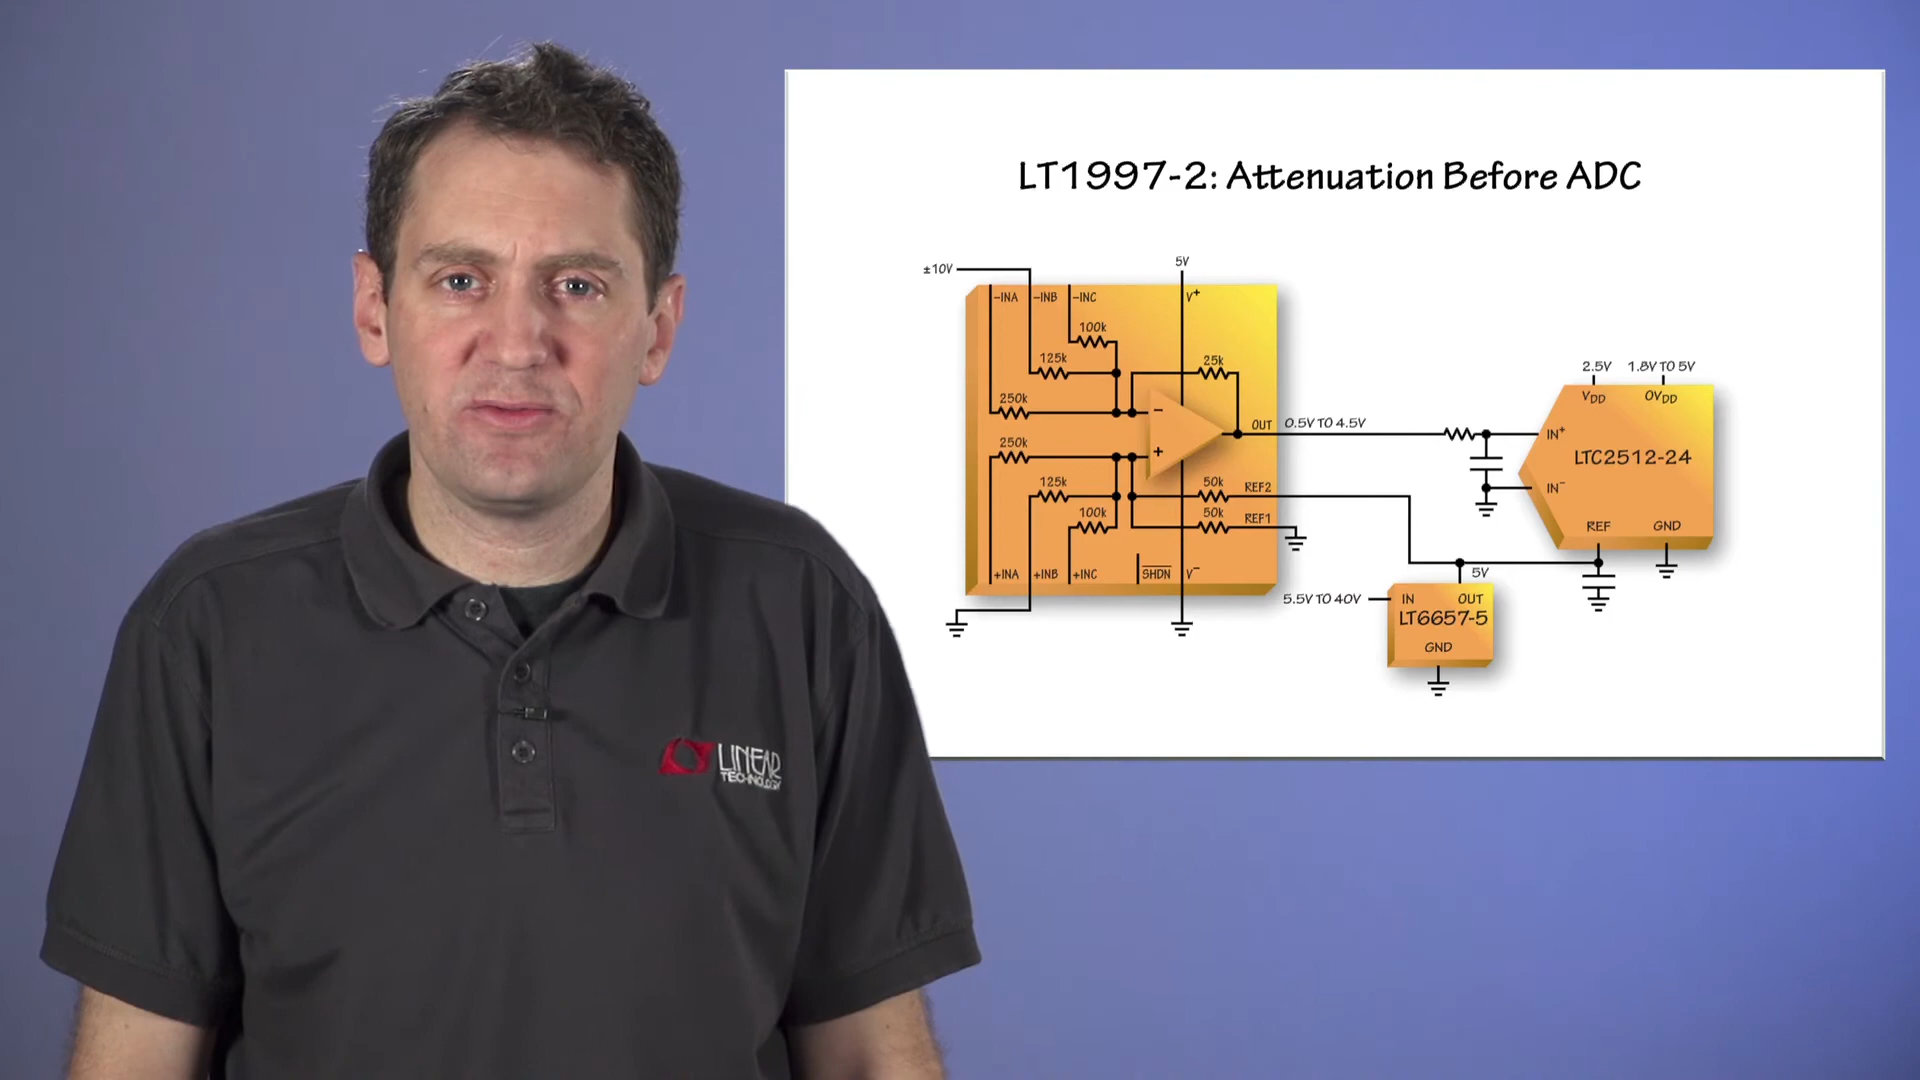 LT1997-2: Attenuation Before ADC
±10V
5V
-INA
-INB
-INC
V+
100k
125k
25k
250k
-
OUT
0.5V TO 4.5V
250k
+
125k
50k
REF2
100k
50k
REF1
+INA
+INB
+INC
SHDN
V-
2.5V
1.8V TO 5V
VDD
OVDD
IN+
LTC2512-24
IN-
REF
GND
5V
5.5V TO 40V
IN
OUT
LT6657-5
GND
LINEAR
TECHNOLOGY